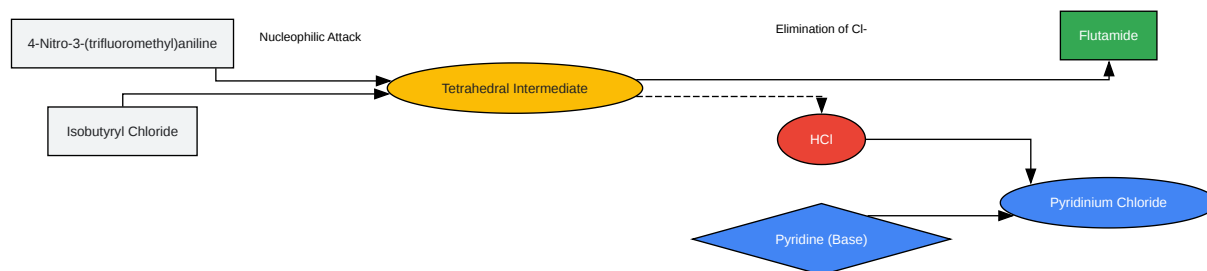 4-Nitro-3-(trifluoromethyl)aniline
Nucleophilic Attack
Elimination of Cl-
Flutamide
Tetrahedral Intermediate
Isobutyryl Chloride
HCl
Pyridinium Chloride
Pyridine (Base)